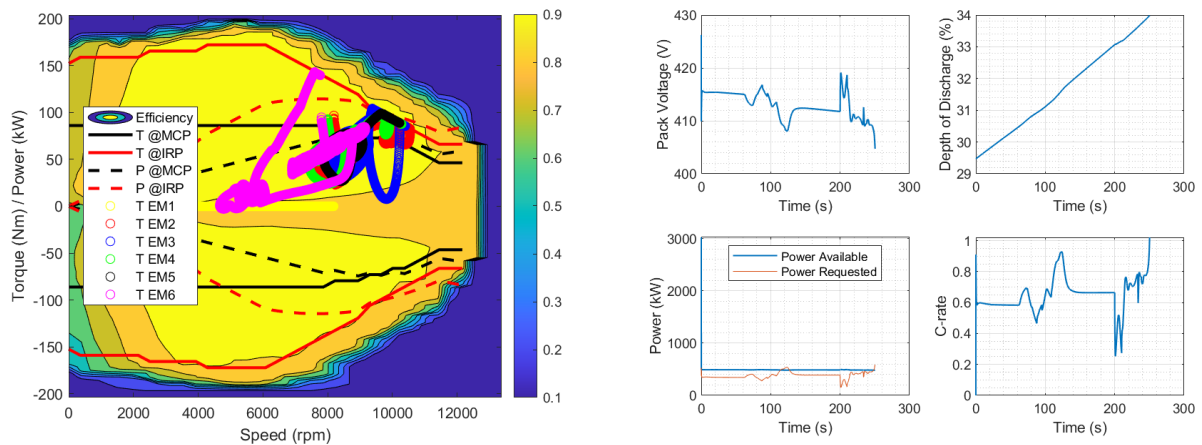 200
150
100
50
0
-50
-100
-150
-200
Torque (Nm) / Power (kW)
0
2000
4000
6000
8000
10000
12000
Speed (rpm)
Efficiency
T @MCP
T @IRP
P @MCP
P @IRP
T EM1
T EM2
T EM3
T EM4
T EM5
T EM6
0.9
0.8
0.7
0.6
0.5
0.4
0.3
0.2
0.1
430
420
410
400
Pack Voltage (V)
0
100
200
300
Time (s)
34
33
32
31
30
29
Depth of Discharge (%)
0
100
200
300
Time (s)
3000
2500
2000
1500
1000
500
0
Power (kW)
Power Available
Power Requested
0
100
200
300
Time (s)
1
0.8
0.6
0.4
0.2
0
C-rate
0
100
200
300
Time (s)